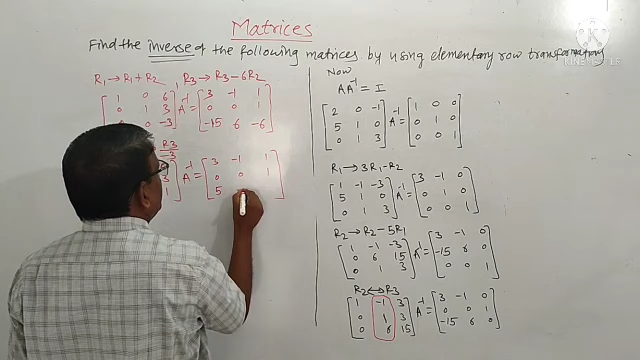 Matrices
Find the inverse of the following matrices by using elementary row transformations
R1 → R1 + R2 R3 → R3 - 6R2
[1 0 6] A⁻¹ = [3 -1 1]
[0 1 3] [0 0 1]
[0 -3] [-15 6 -6]
R3/-3
A⁻¹ = [3 -1 1]
3 [0 0 1]
1 [5
Now
AA⁻¹ = I
[2 0 -1] A⁻¹ = [1 0 0]
[5 1 0] [0 1 0]
[0 1 3] [0 0 1]
R1 → 3R1 - R2
[1 -1 -3] A⁻¹ = [3 -1 0]
[5 1 0] [0 1 0]
[0 1 3] [0 0 1]
R2 → R2 - 5R1
[1 -1 -3] A⁻¹ = [3 -1 0]
[0 6 15] [-15 6 0]
[0 1 3] [0 0 1]
R2 ↔ R3
[1 -1 3] A⁻¹ = [3 -1 0]
[0 1 3] [0 0 1]
[0 6 15] [-15 6 0]
K
KINEMASTER